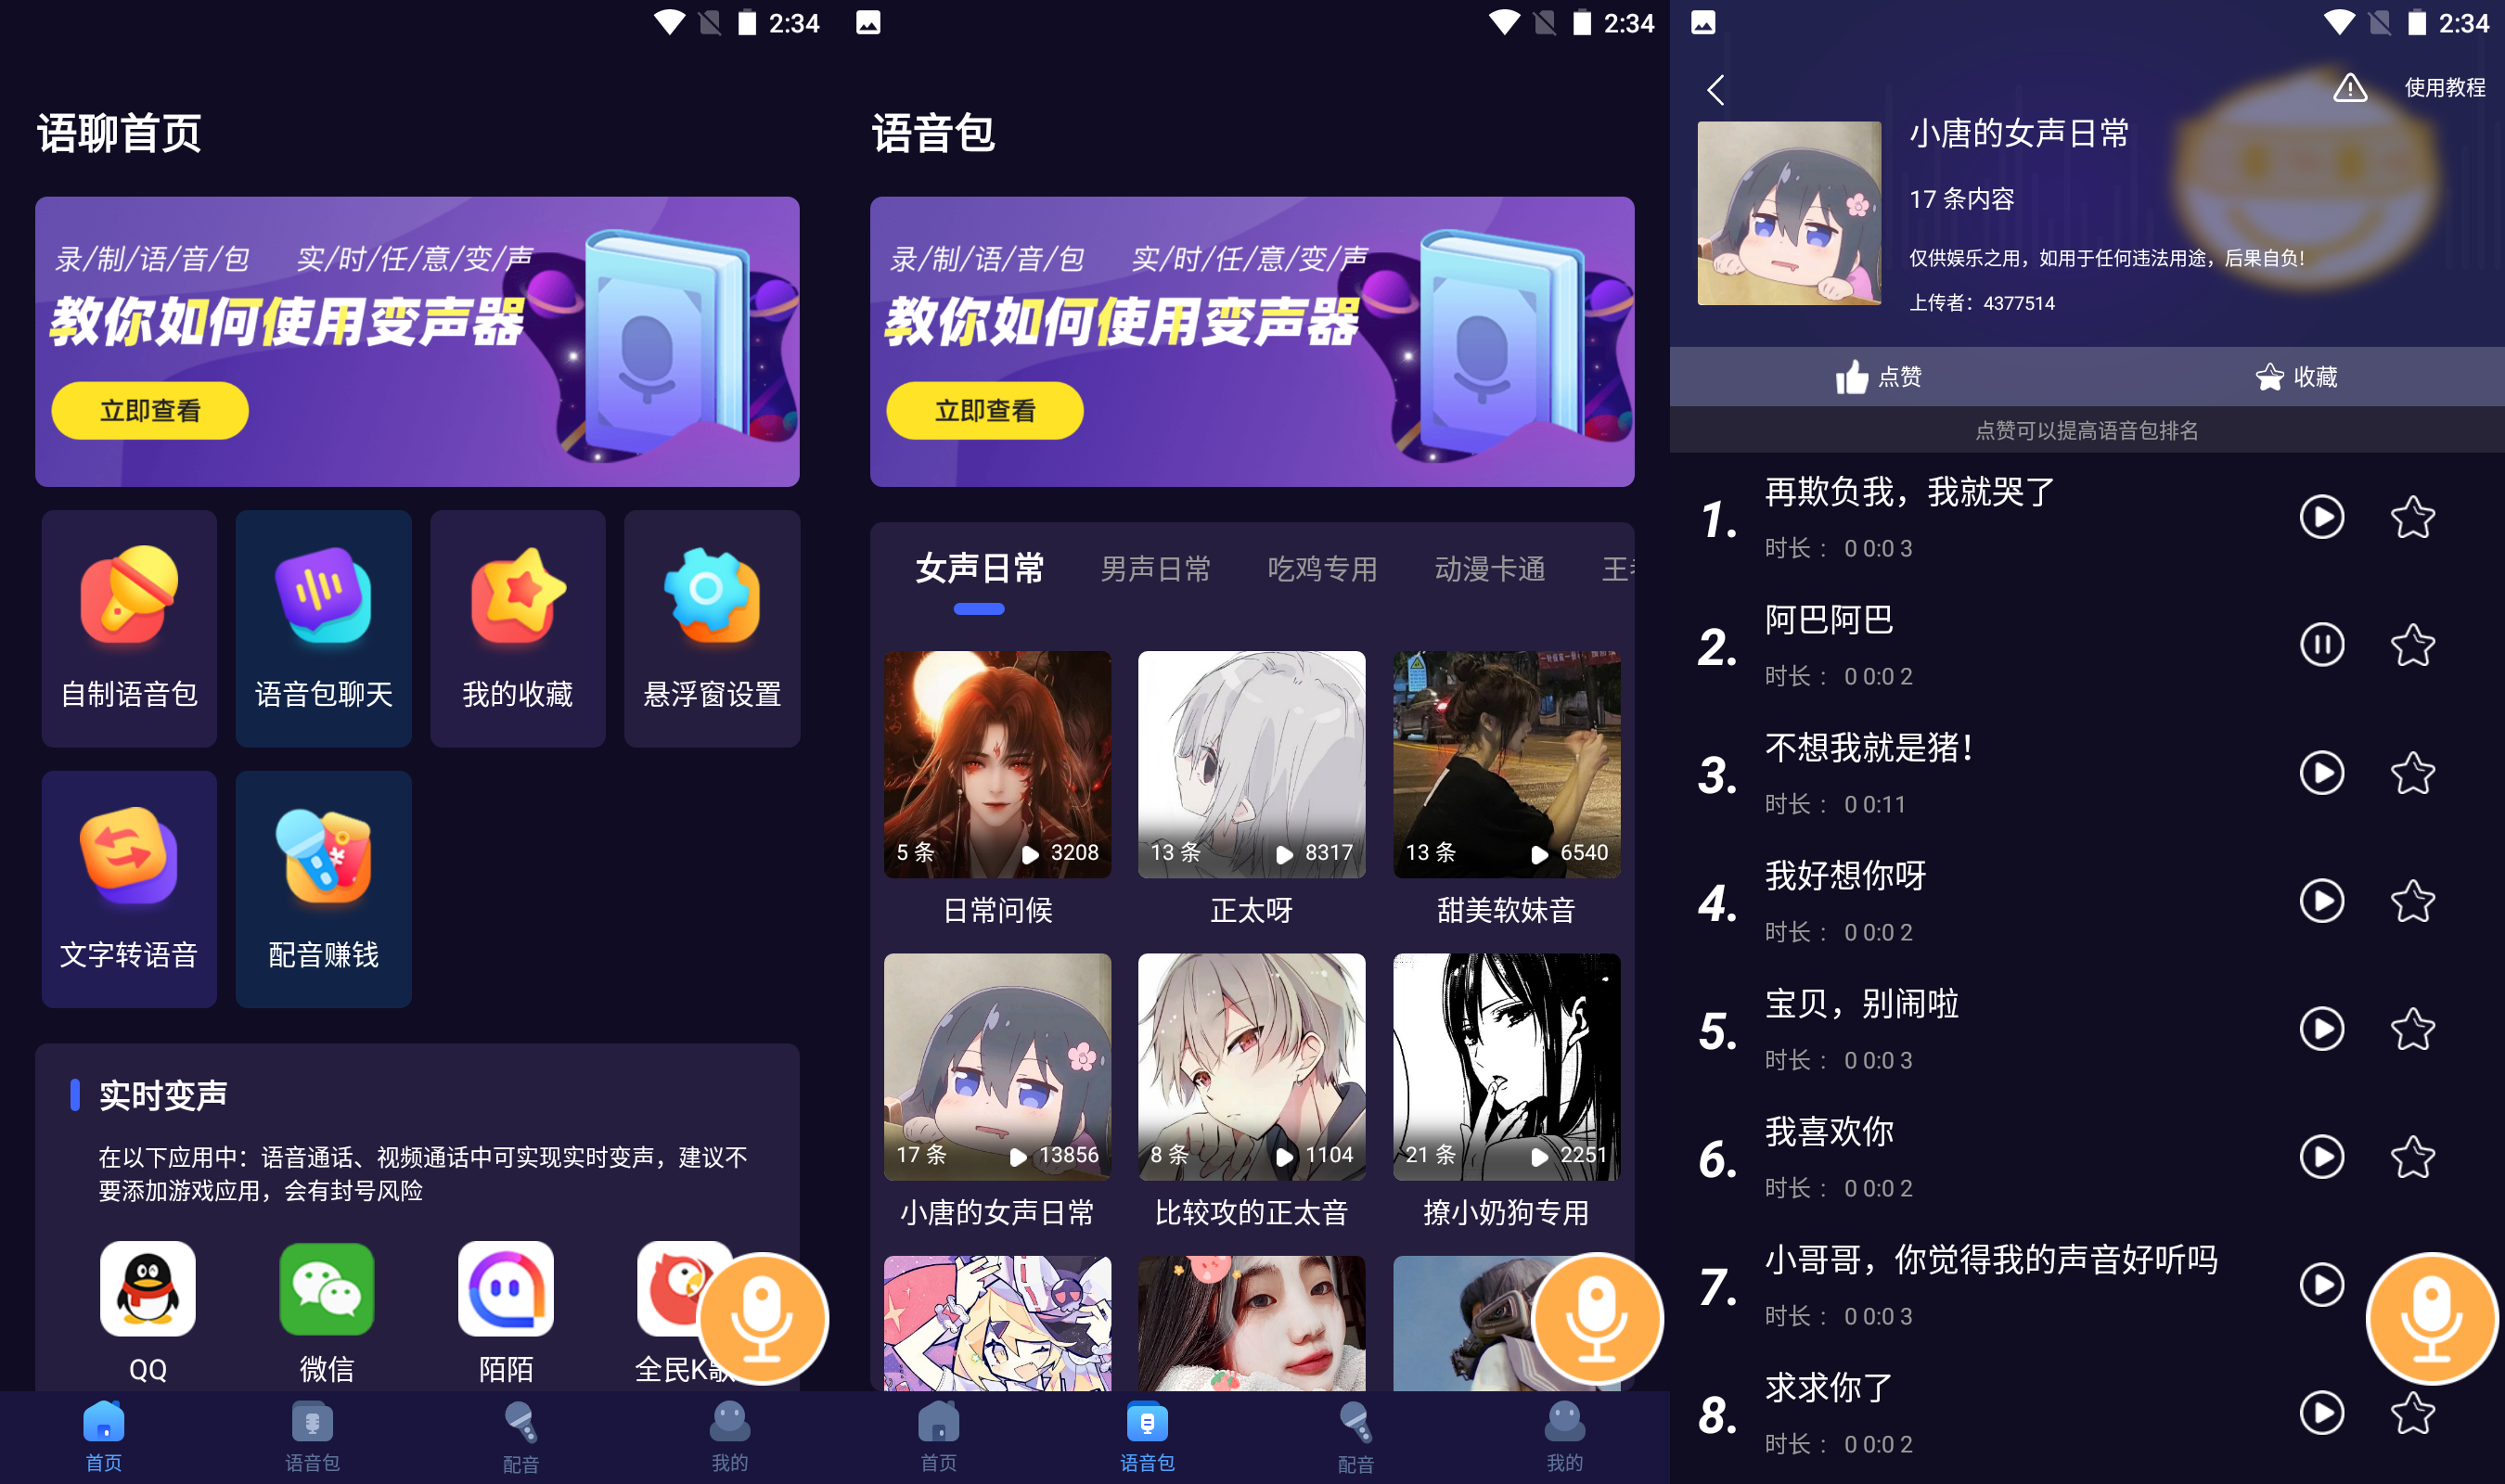 2:34
语聊首页
录/制/语/音/包 实/时/任/意/变/声
教你如何使用变声器
立即查看
自制语音包
语音包聊天
我的收藏
悬浮窗设置
文字转语音
配音赚钱
实时变声
在以下应用中：语音通话、视频通话中可实现实时变声，建议不
要添加游戏应用，会有封号风险
QQ
微信
陌陌
全民K歌
首页
语音包
配音
我的
2:34
语音包
录/制/语/音/包 实/时/任/意/变/声
教你如何使用变声器
立即查看
女声日常 男声日常 吃鸡专用 动漫卡通 王
5 条 3208
13 条 8317
13 条 6540
日常问候
正太呀
甜美软妹音
17 条 13856
8 条 1104
21 条 2251
小唐的女声日常
比较攻的正太音
撩小奶狗专用
首页
语音包
配音
我的
2:34
使用教程
小唐的女声日常
17 条内容
仅供娱乐之用，如用于任何违法用途，后果自负！
上传者：4377514
点赞
收藏
点赞可以提高语音包排名
1. 再欺负我，我就哭了
时长： 0 0:0 3
2. 阿巴阿巴
时长： 0 0:0 2
3. 不想我就是猪！
时长： 0 0:11
4. 我好想你呀
时长： 0 0:0 2
5. 宝贝，别闹啦
时长： 0 0:0 3
6. 我喜欢你
时长： 0 0:0 2
7. 小哥哥，你觉得我的声音好听吗
时长： 0 0:0 3
8. 求求你了
时长： 0 0:0 2